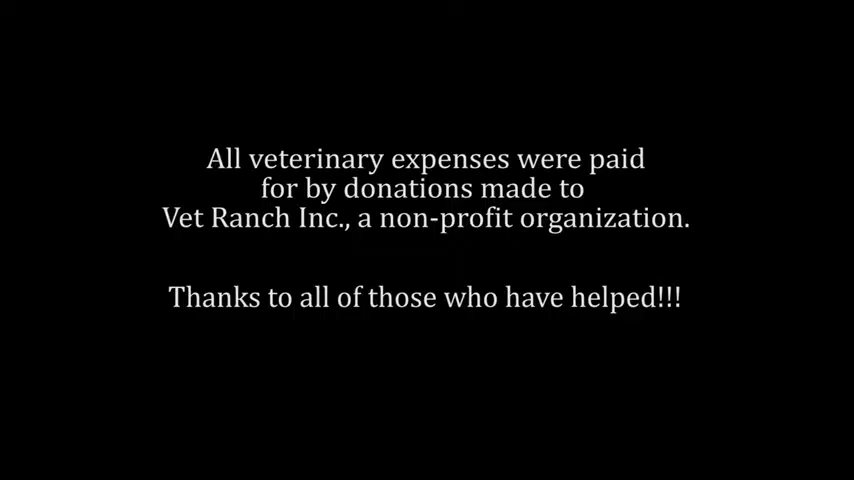 All veterinary expenses were paid
for by donations made to
Vet Ranch Inc., a non-profit organization.
Thanks to all of those who have helped!!!